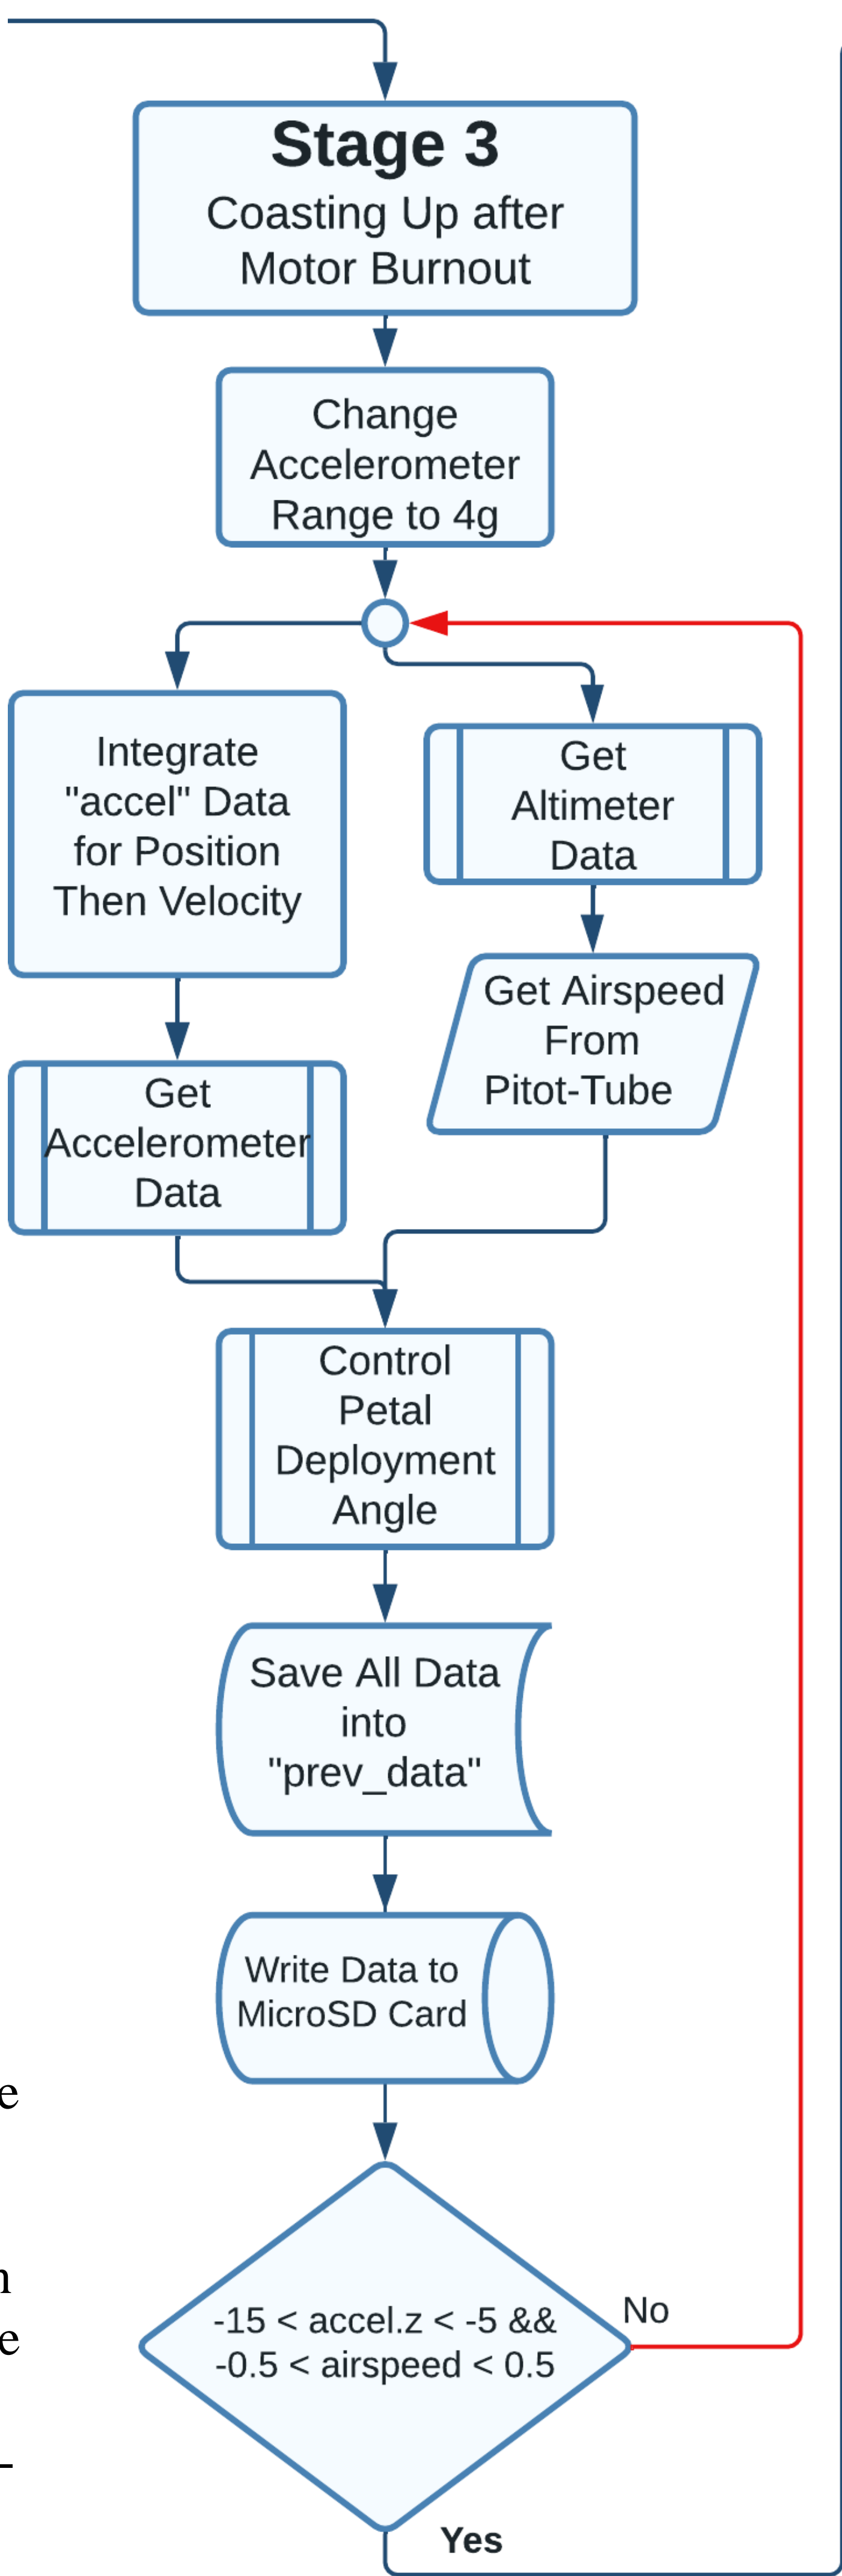 Stage 3
Coasting Up after
Motor Burnout
Change
Accelerometer
Range to 4g
Integrate
"accel" Data
for Position
Then Velocity
Get
Altimeter
Data
Get Airspeed
From
Pitot-Tube
Get
Accelerometer
Data
Control
Petal
Deployment
Angle
Save All Data
into
"prev_data"
Write Data to
MicroSD Card
-15 < accel.z < -5 &&
-0.5 < airspeed < 0.5
No
Yes